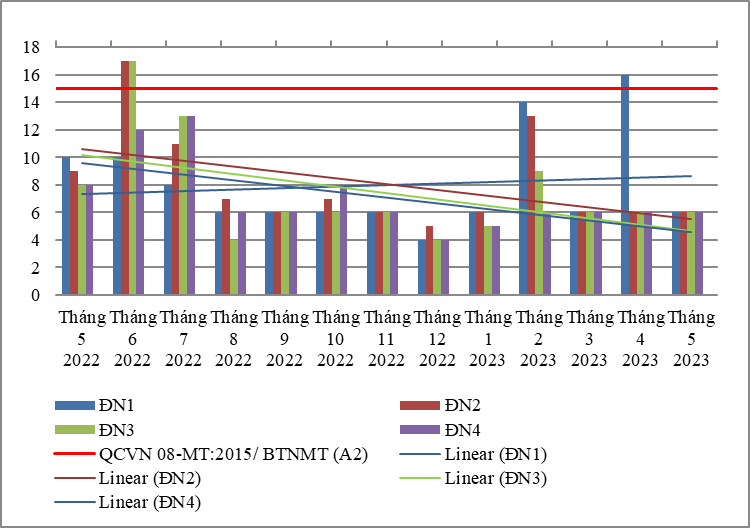 18
16
14
12
10
8
6
4
2
0
Tháng Tháng Tháng Tháng Tháng Tháng Tháng Tháng Tháng Tháng Tháng Tháng Tháng
5 6 7 8 9 10 11 12 1 2 3 4 5
2022 2022 2022 2022 2022 2022 2022 2022 2023 2023 2023 2023 2023
ĐN1 ĐN2
ĐN3 ĐN4
QCVN 08-MT:2015/ BTNMT (A2) Linear (ĐN1)
Linear (ĐN2) Linear (ĐN3)
Linear (ĐN4)